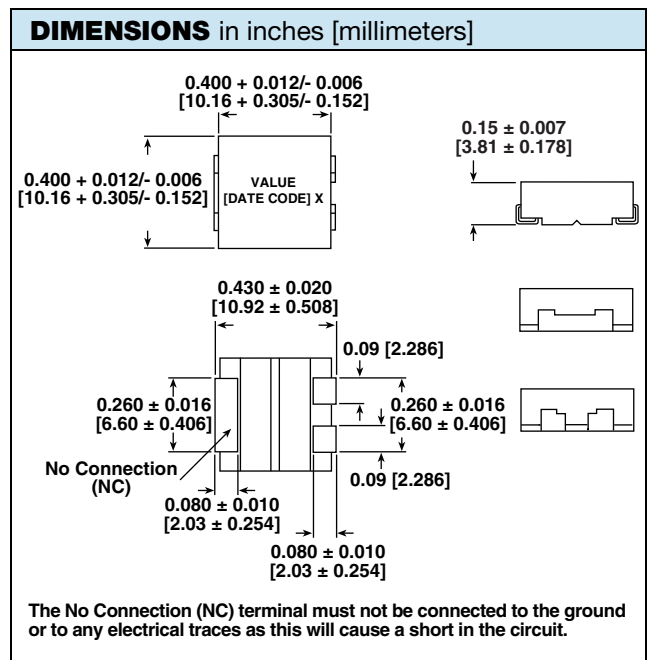 DIMENSIONS in inches [millimeters]
0.400 + 0.012/- 0.006
[10.16 + 0.305/- 0.152]
0.15 ± 0.007
[3.81 ± 0.178]
0.400 + 0.012/- 0.006
[10.16 + 0.305/- 0.152]
VALUE
[DATE CODE] X
0.430 ± 0.020
[10.92 ± 0.508]
0.09 [2.286]
0.260 ± 0.016
[6.60 ± 0.406]
0.260 ± 0.016
[6.60 ± 0.406]
No Connection
(NC)
0.09 [2.286]
0.080 ± 0.010
[2.03 ± 0.254]
0.080 ± 0.010
[2.03 ± 0.254]
The No Connection (NC) terminal must not be connected to the ground
or to any electrical traces as this will cause a short in the circuit.